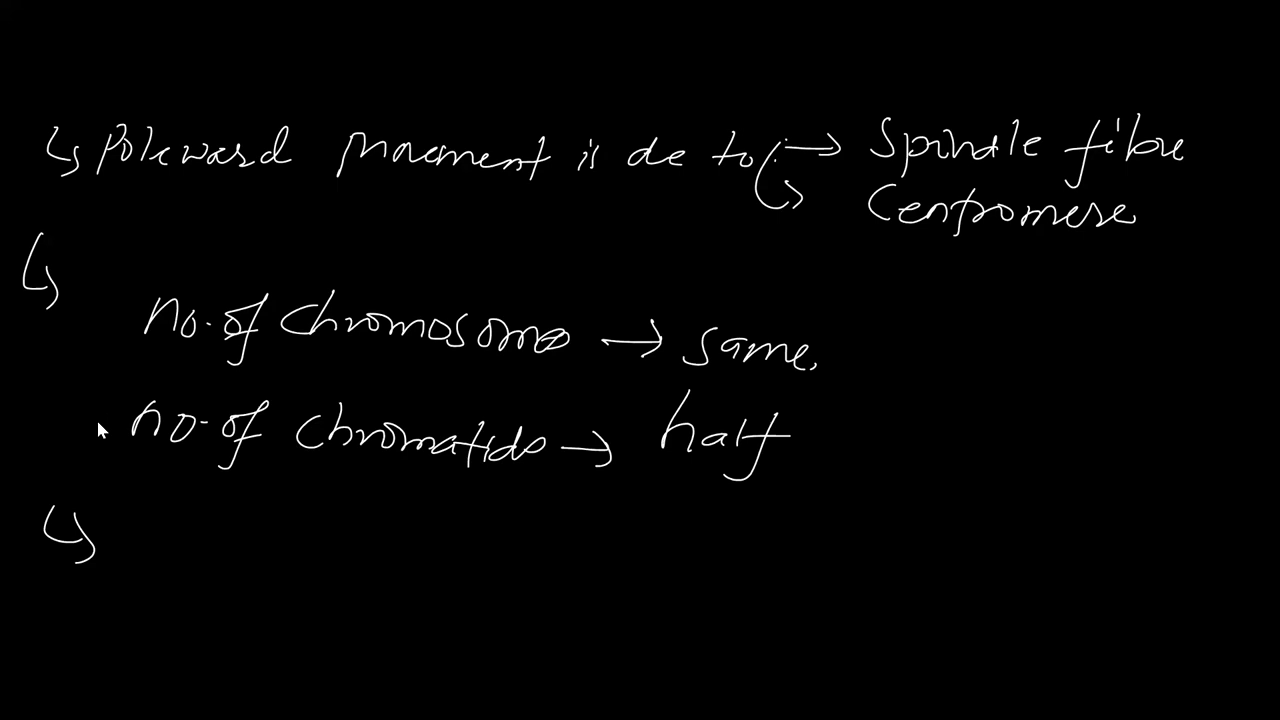 ↳ Poleward movement is de to → Spindle fibre
↳ Centromere
↳
no. of chromosome → same.
no. of chromatids → half
↳